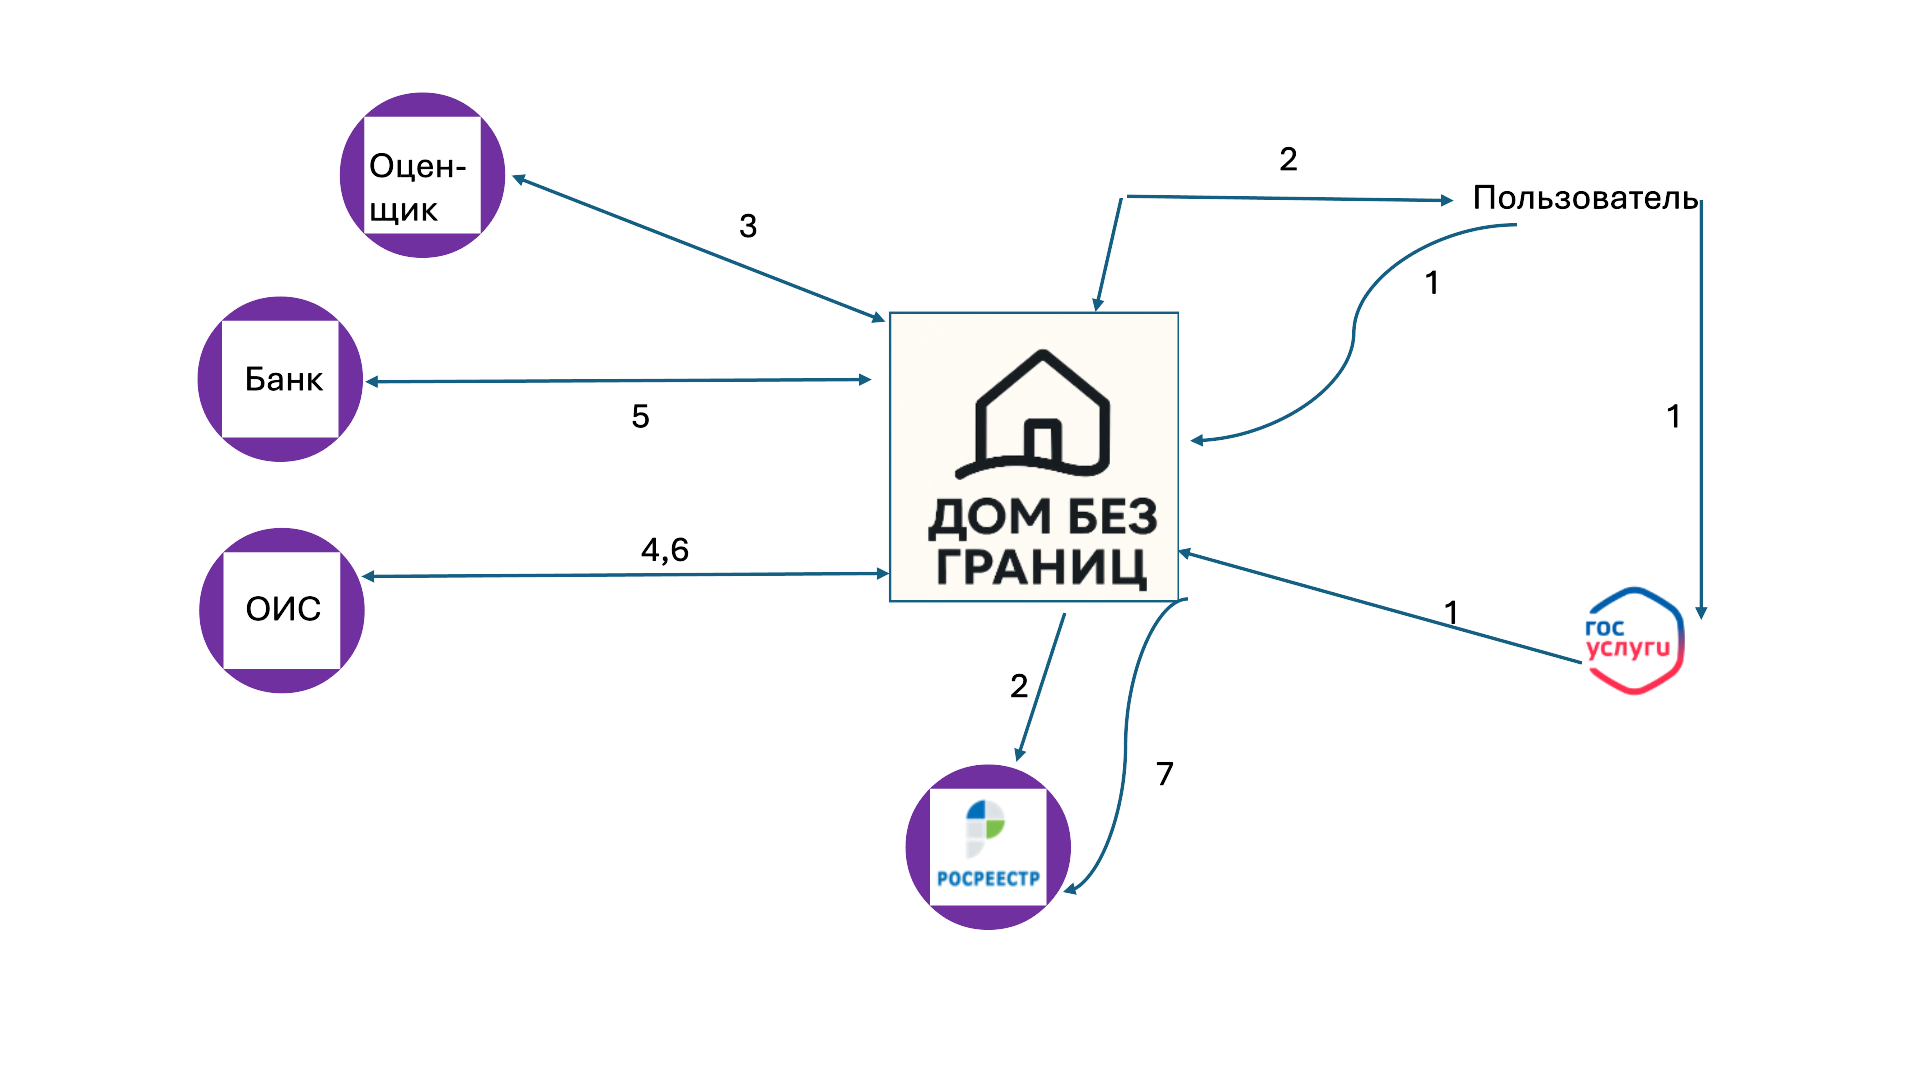 Оцен-
щик
2
Пользователь
3
1
Банк
5
1
ДОМ БЕЗ
ГРАНИЦ
4,6
ОИС
1
гос
услуги
2
7
РОСРЕЕСТР